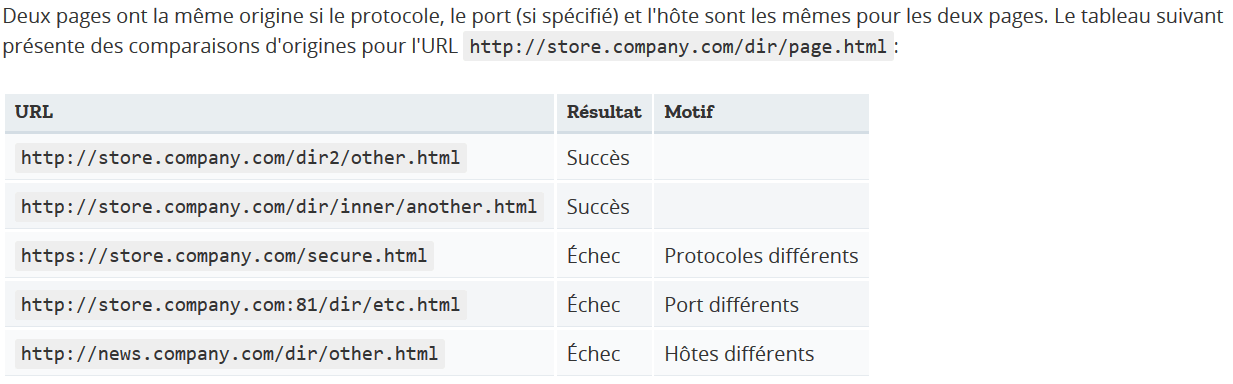 Deux pages ont la même origine si le protocole, le port (si spécifié) et l'hôte sont les mêmes pour les deux pages. Le tableau suivant
présente des comparaisons d'origines pour l'URL http://store.company.com/dir/page.html :
URL Résultat Motif
http://store.company.com/dir2/other.html Succès
http://store.company.com/dir/inner/another.html Succès
https://store.company.com/secure.html Échec Protocoles différents
http://store.company.com:81/dir/etc.html Échec Port différents
http://news.company.com/dir/other.html Échec Hôtes différents